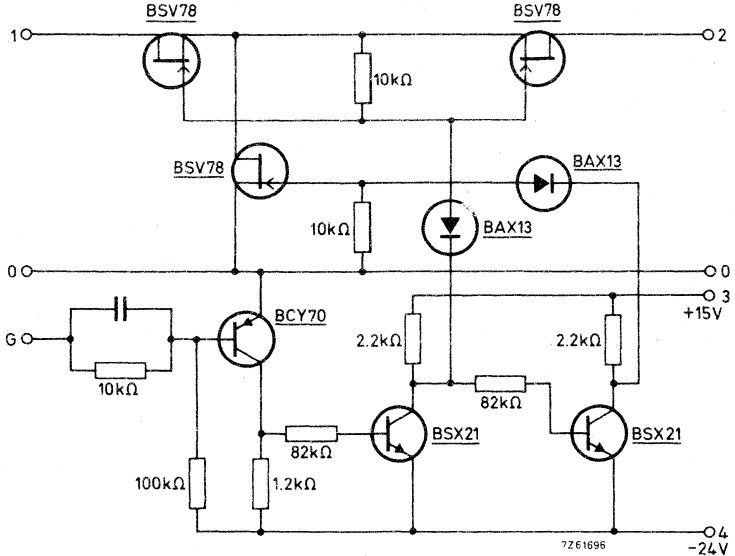 BSV78
BSV78
1
2
10kΩ
BSV78
BAX13
10kΩ
BAX13
0
0
3
+15V
G
BCY70
2.2kΩ
2.2kΩ
10kΩ
82kΩ
BSX21
BSX21
82kΩ
100kΩ
1.2kΩ
4
-24V
7Z61696